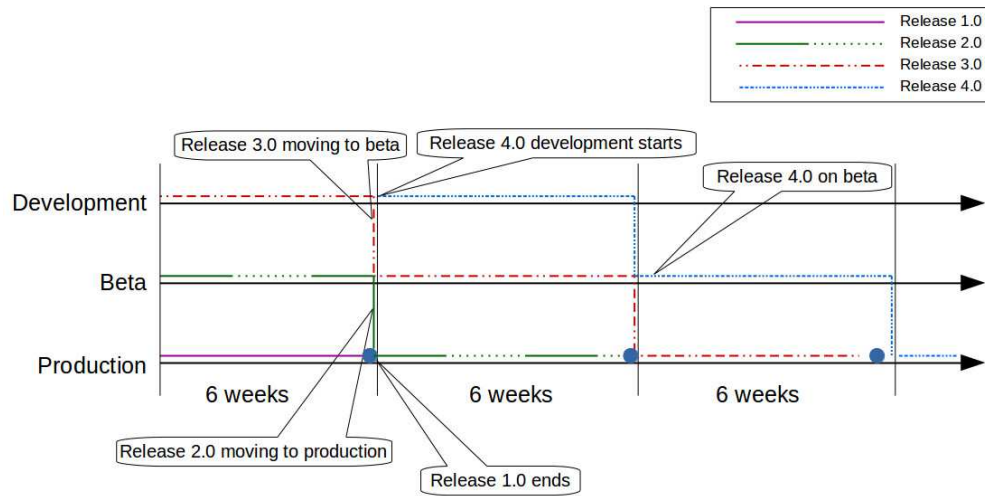 Release 1.0
Release 2.0
Release 3.0
Release 4.0
Release 3.0 moving to beta
Release 4.0 development starts
Release 4.0 on beta
Development
Beta
Production
6 weeks
6 weeks
6 weeks
Release 2.0 moving to production
Release 1.0 ends